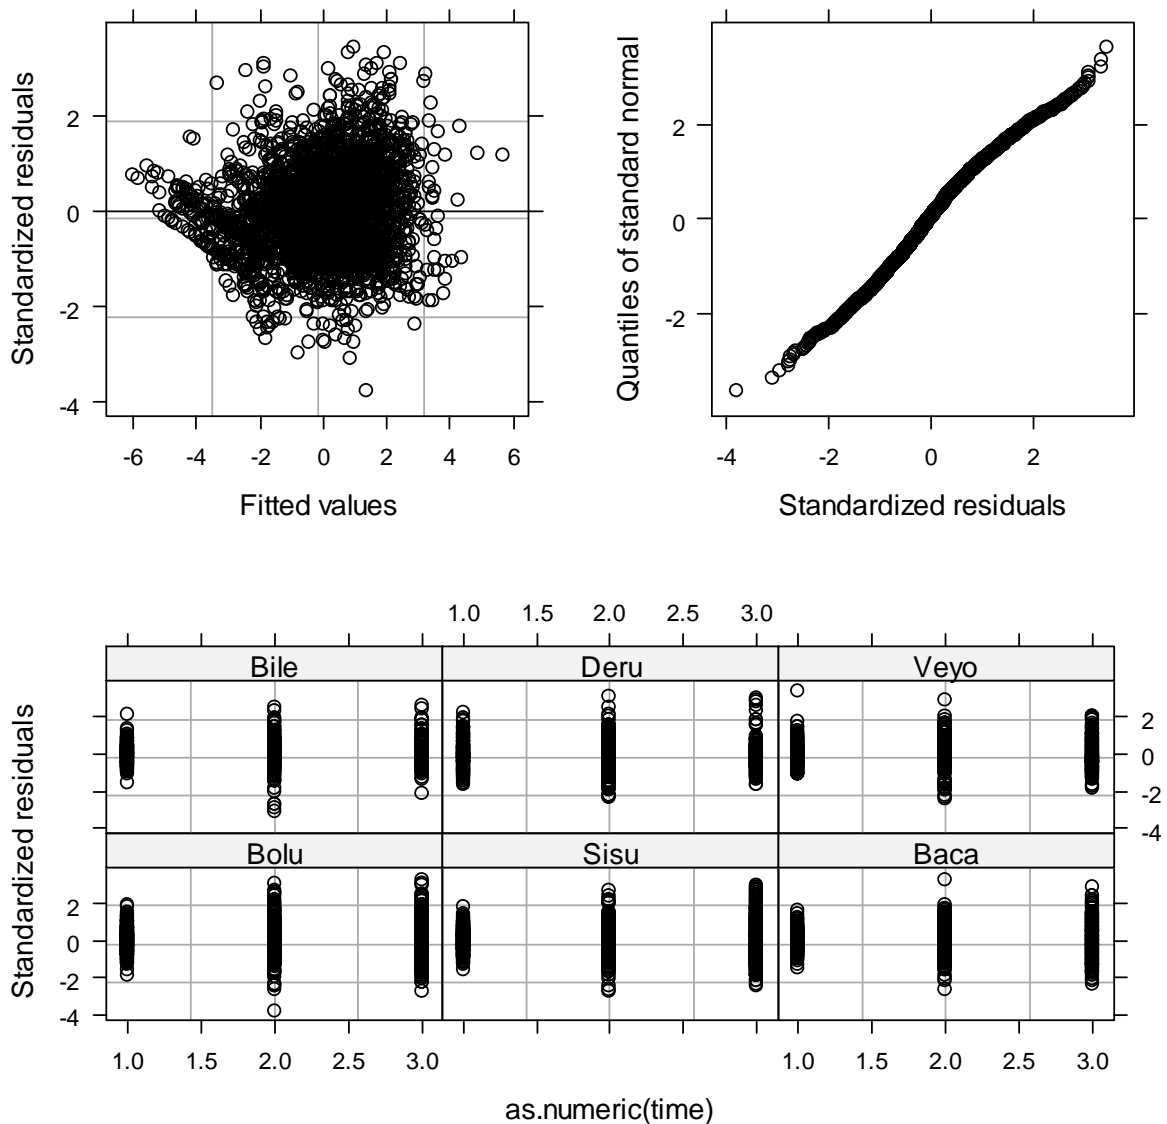 Standardized residuals
2
0
-2
-4
-6 -4 -2 0 2 4 6
Fitted values
Quantiles of standard normal
2
0
-2
-4 -2 0 2
Standardized residuals
1.0 1.5 2.0 2.5 3.0
Bile Deru Veyo
2
0
-2
-4
Standardized residuals
Bolu Sisu Baca
2
0
-2
-4
1.0 1.5 2.0 2.5 3.0 1.0 1.5 2.0 2.5 3.0
as.numeric(time)